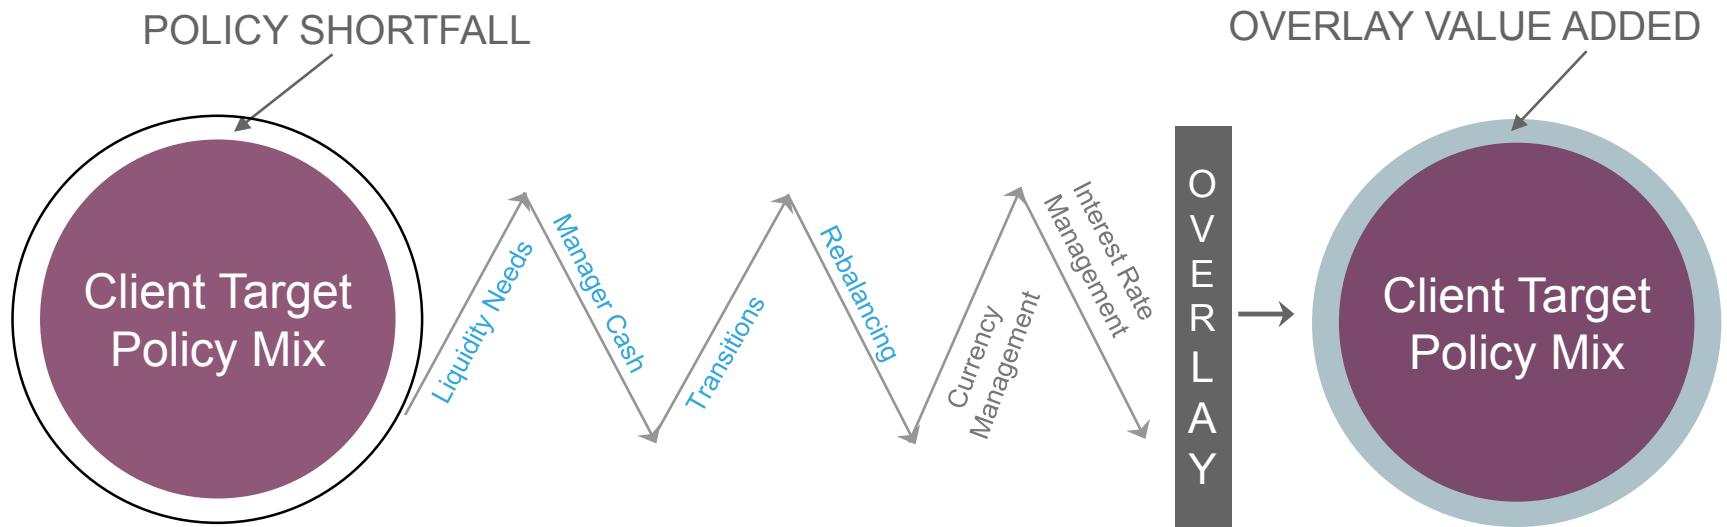 POLICY SHORTFALL
OVERLAY VALUE ADDED
Client Target
Policy Mix
Liquidity Needs
Manager Cash
Transitions
Rebalancing
Currency
Management
Interest Rate
Management
OVERLAY
Client Target
Policy Mix